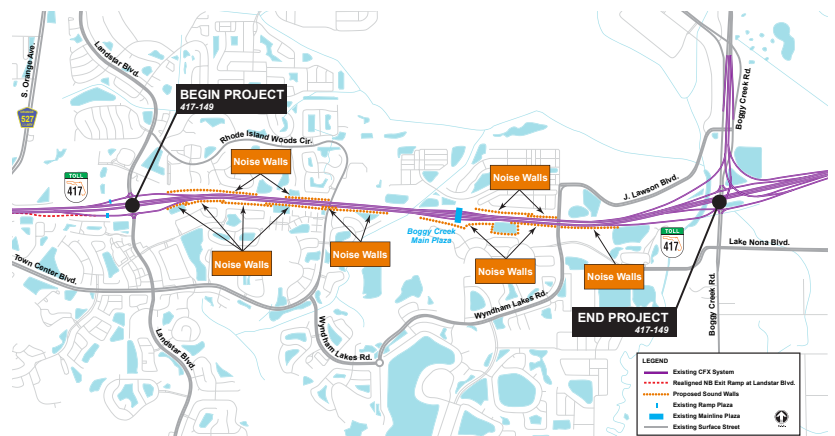 S. Orange Ave.
Landstar Blvd.
527
BEGIN PROJECT
417-149
Rhode Island Woods Cir.
Noise Walls
TOLL
417
Noise Walls
Noise Walls
Town Center Blvd.
Landstar Blvd.
Wyndham Lakes Rd.
Boggy Creek
Main Plaza
Noise Walls
Noise Walls
Noise Walls
Wyndham Lakes Rd.
J. Lawson Blvd.
Boggy Creek Rd.
TOLL
417
Lake Nona Blvd.
Boggy Creek Rd.
END PROJECT
417-149
LEGEND
Existing CFX System
Realigned NB Exit Ramp at Landstar Blvd.
Proposed Sound Walls
Existing Ramp Plaza
Existing Mainline Plaza
Existing Surface Street